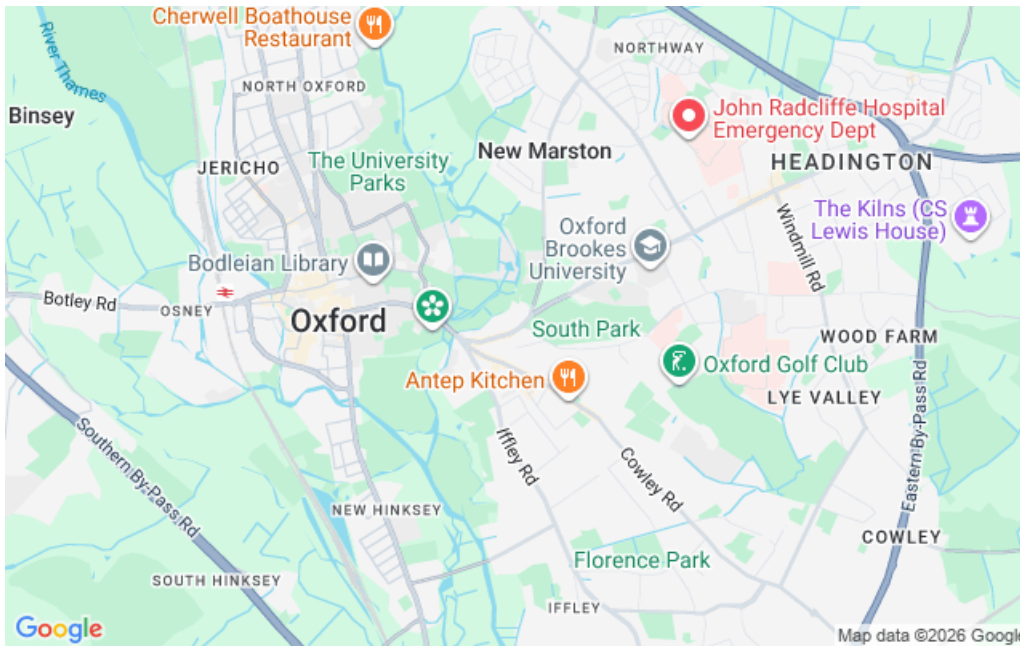 Cherwell Boathouse
Restaurant
River Thames
NORTHWAY
NORTH OXFORD
Binsey
John Radcliffe Hospital
Emergency Dept
New Marston
HEADINGTON
JERICHO
The University
Parks
Windmill Rd
The Kilns (CS
Lewis House)
Oxford
Brookes
University
Bodleian Library
Botley Rd
OSNEY
Oxford
South Park
WOOD FARM
Oxford Golf Club
Antep Kitchen
LYE VALLEY
Eastern By-Pass Rd
Southern By-Pass Rd
Iffley Rd
Cowley Rd
NEW HINKSEY
COWLEY
Florence Park
SOUTH HINKSEY
IFFLEY
Google
Map data ©2026 Google